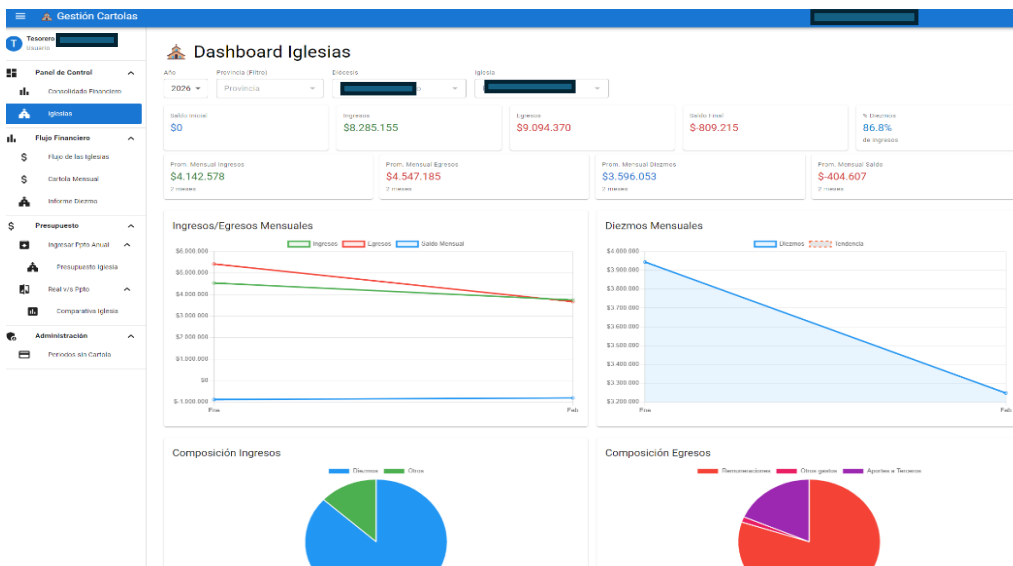 Gestión Cartolas
Tesorero
Usuario
Panel de Control
Consolidado Financiero
Iglesias
Flujo Financiero
Flujo de las Iglesias
Cartola Mensual
Informe Diezmo
Presupuesto
Ingresar Ppto Anual
Presupuesto Iglesia
Real v/s Ppto
Comparativa Iglesia
Administración
Periodos sin Cartola
Dashboard Iglesias
Año Provincia (Filtro) Diócesis Iglesia
2026 Provincia
Saldo Inicial Ingresos Egresos Saldo Final % Diezmos
$0 $8.285.155 $9.094.370 $-809.215 86.8%
de ingresos
Prom. Mensual Ingresos Prom. Mensual Egresos Prom. Mensual Diezmos Prom. Mensual Saldo
$4.142.578 $4.547.185 $3.596.053 $-404.607
2 meses 2 meses 2 meses 2 meses
Ingresos/Egresos Mensuales
Ingresos Egresos Saldo Mensual
$6.000.000
$5.000.000
$4.000.000
$3.000.000
$2.000.000
$1.000.000
$0
$-1.000.000
Ene Feb
Diezmos Mensuales
Diezmos Tendencia
$4.000.000
$3.900.000
$3.800.000
$3.700.000
$3.600.000
$3.500.000
$3.400.000
$3.300.000
$3.200.000
Ene Feb
Composición Ingresos
Diezmos Otros
Composición Egresos
Remuneraciones Otros gastos Aportes a Terceros